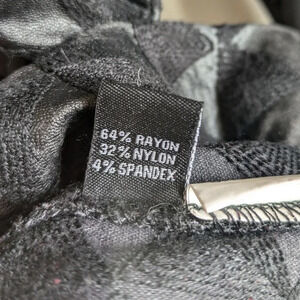 64% RAYON
32% NYLON
4% SPANDEX